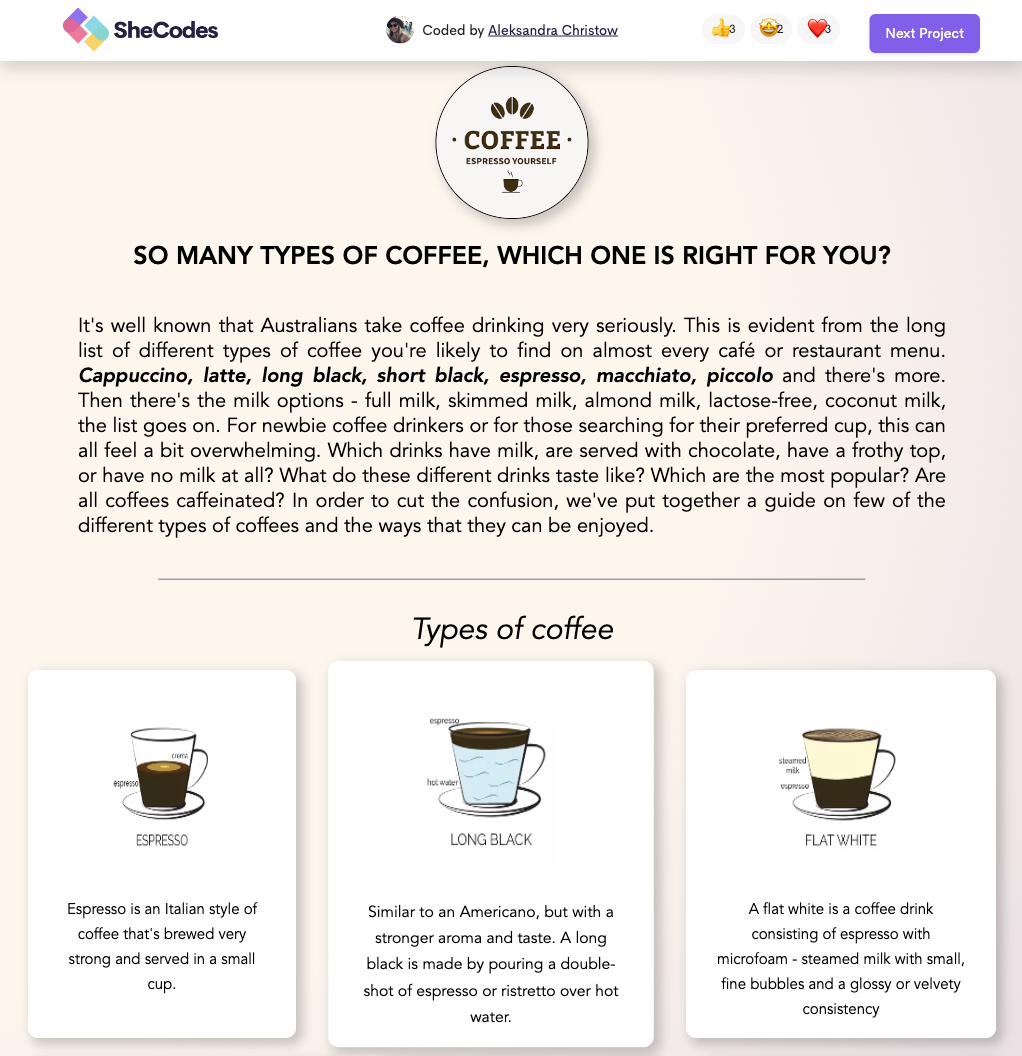 SheCodes
Coded by Aleksandra Christow
👍3
🤩2
❤️3
Next Project
· COFFEE ·
ESPRESSO YOURSELF
SO MANY TYPES OF COFFEE, WHICH ONE IS RIGHT FOR YOU?
It's well known that Australians take coffee drinking very seriously. This is evident from the long
list of different types of coffee you're likely to find on almost every café or restaurant menu.
Cappuccino, latte, long black, short black, espresso, macchiato, piccolo and there's more.
Then there's the milk options - full milk, skimmed milk, almond milk, lactose-free, coconut milk,
the list goes on. For newbie coffee drinkers or for those searching for their preferred cup, this can
all feel a bit overwhelming. Which drinks have milk, are served with chocolate, have a frothy top,
or have no milk at all? What do these different drinks taste like? Which are the most popular? Are
all coffees caffeinated? In order to cut the confusion, we've put together a guide on few of the
different types of coffees and the ways that they can be enjoyed.
Types of coffee
crema
espresso
ESPRESSO
Espresso is an Italian style of
coffee that's brewed very
strong and served in a small
cup.
espresso
hot water
LONG BLACK
Similar to an Americano, but with a
stronger aroma and taste. A long
black is made by pouring a double-
shot of espresso or ristretto over hot
water.
steamed
milk
espresso
FLAT WHITE
A flat white is a coffee drink
consisting of espresso with
microfoam - steamed milk with small,
fine bubbles and a glossy or velvety
consistency